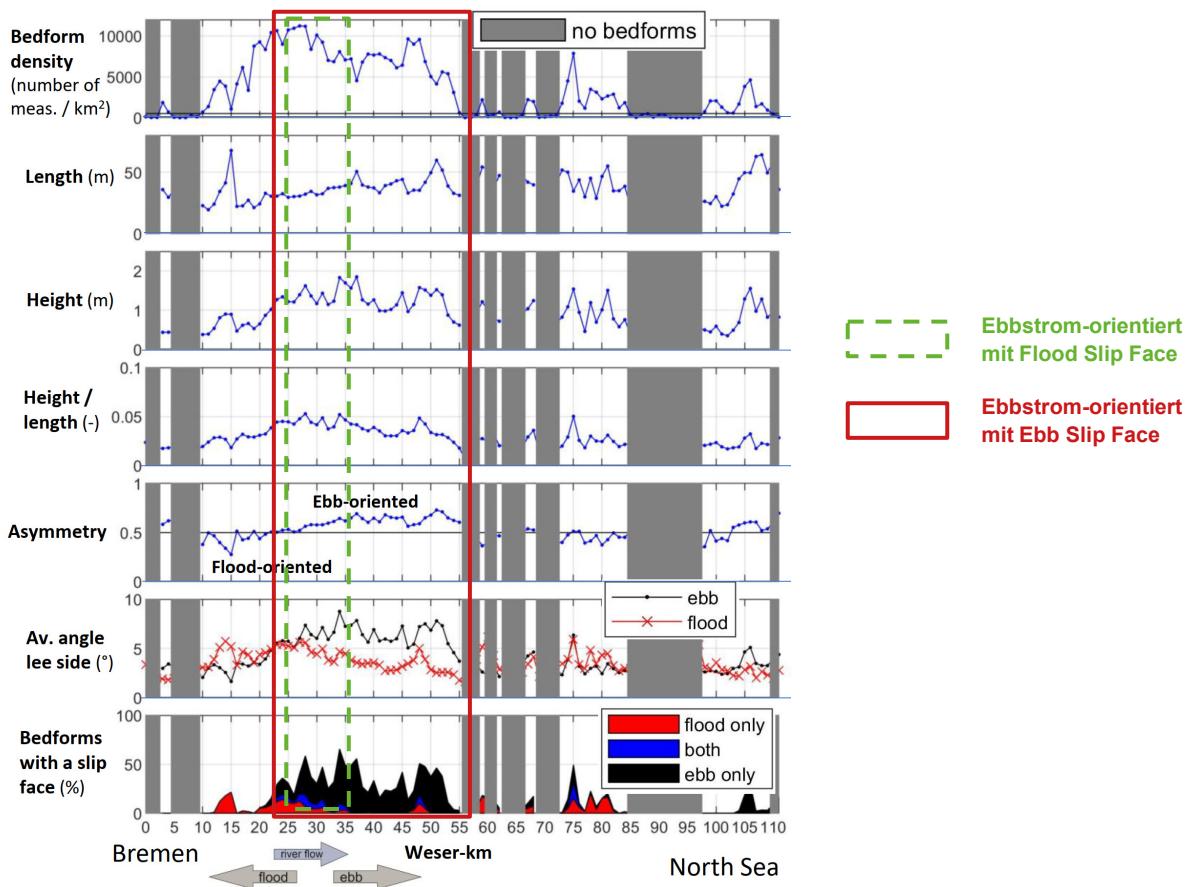 Bedform
density
(number of
meas. / km²)
10000
5000
0
no bedforms
Length (m)
50
0
Height (m)
2
1
0
Height /
length (-)
0.1
0.05
0
Asymmetry
1
0.5
0
Ebb-oriented
Flood-oriented
Av. angle
lee side (°)
10
5
0
ebb
flood
Bedforms
with a slip
face (%)
100
50
0
flood only
both
ebb only
0 5 10 15 20 25 30 35 40 45 50 55 60 65 70 75 80 85 90 95 100 105 110
Bremen
river flow
Weser-km
North Sea
flood
ebb
Ebbstrom-orientiert
mit Flood Slip Face
Ebbstrom-orientiert
mit Ebb Slip Face